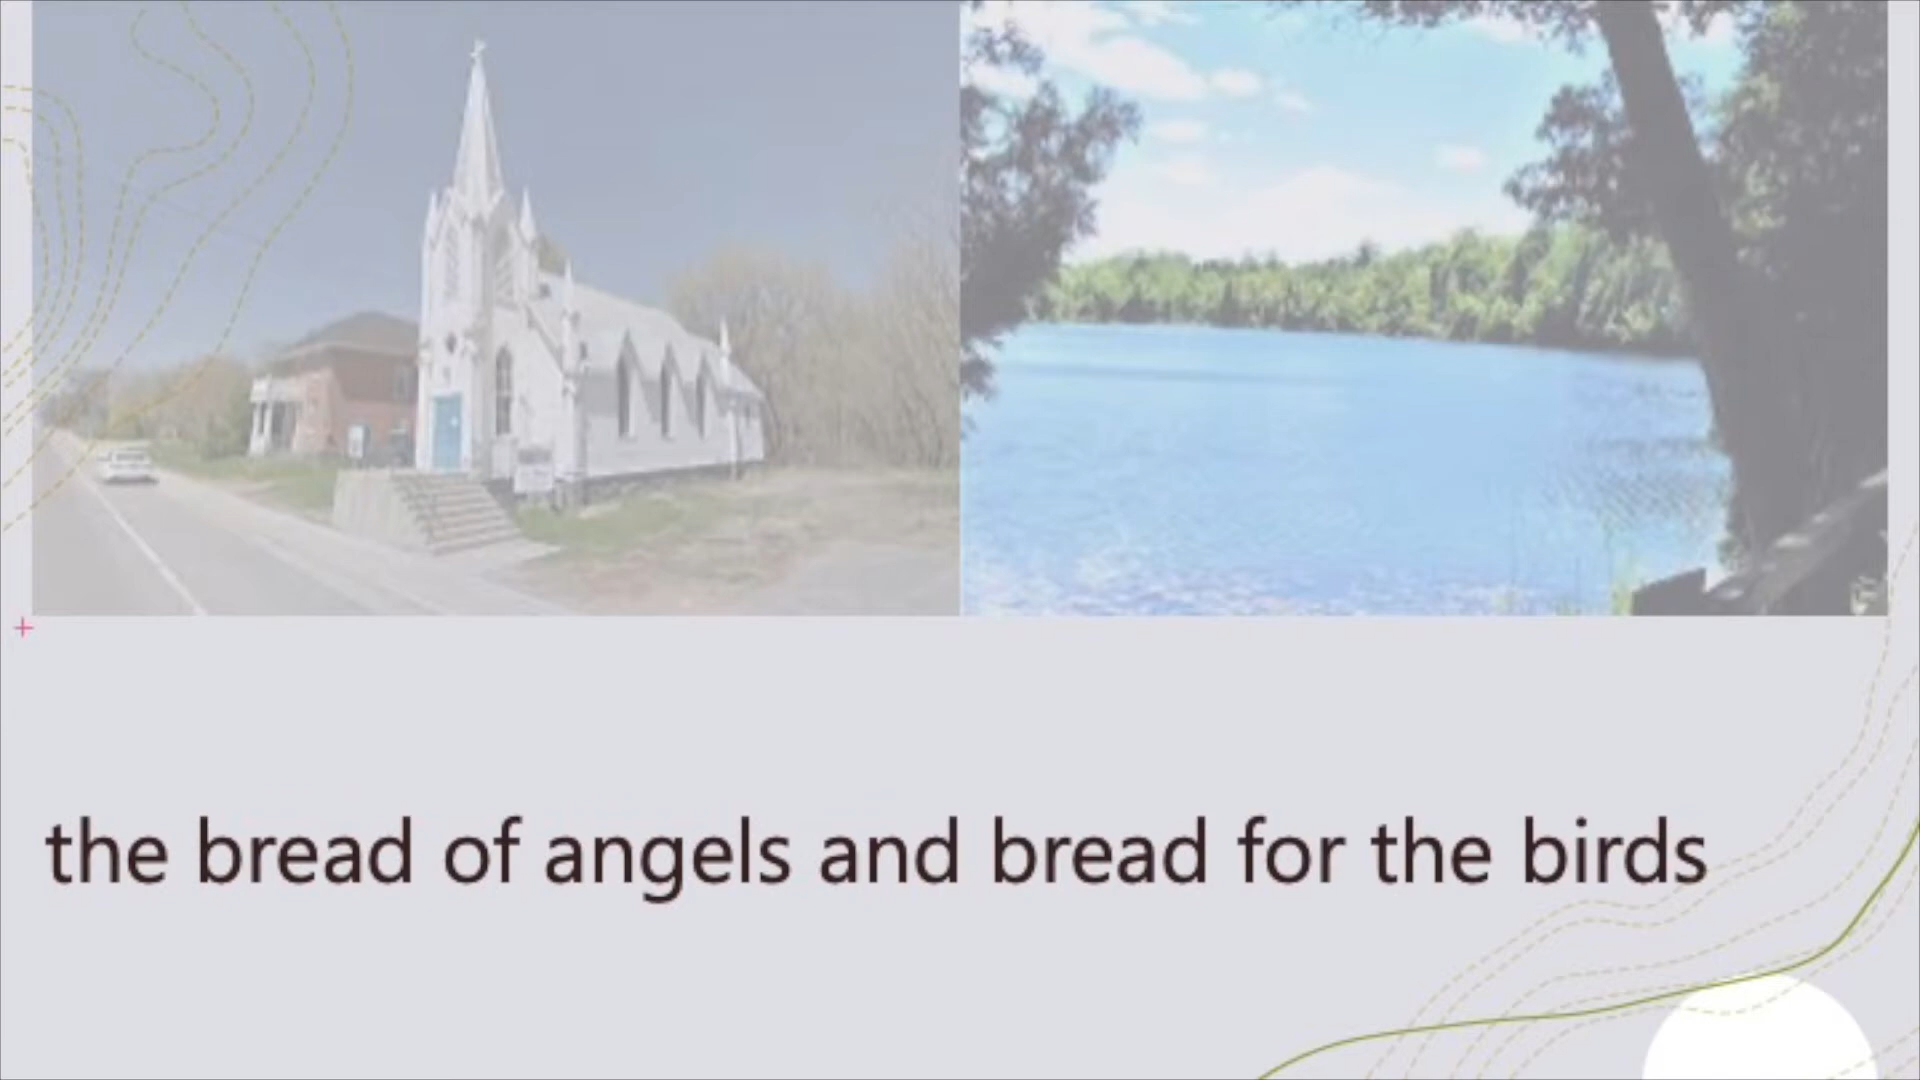 the bread of angels and bread for the birds